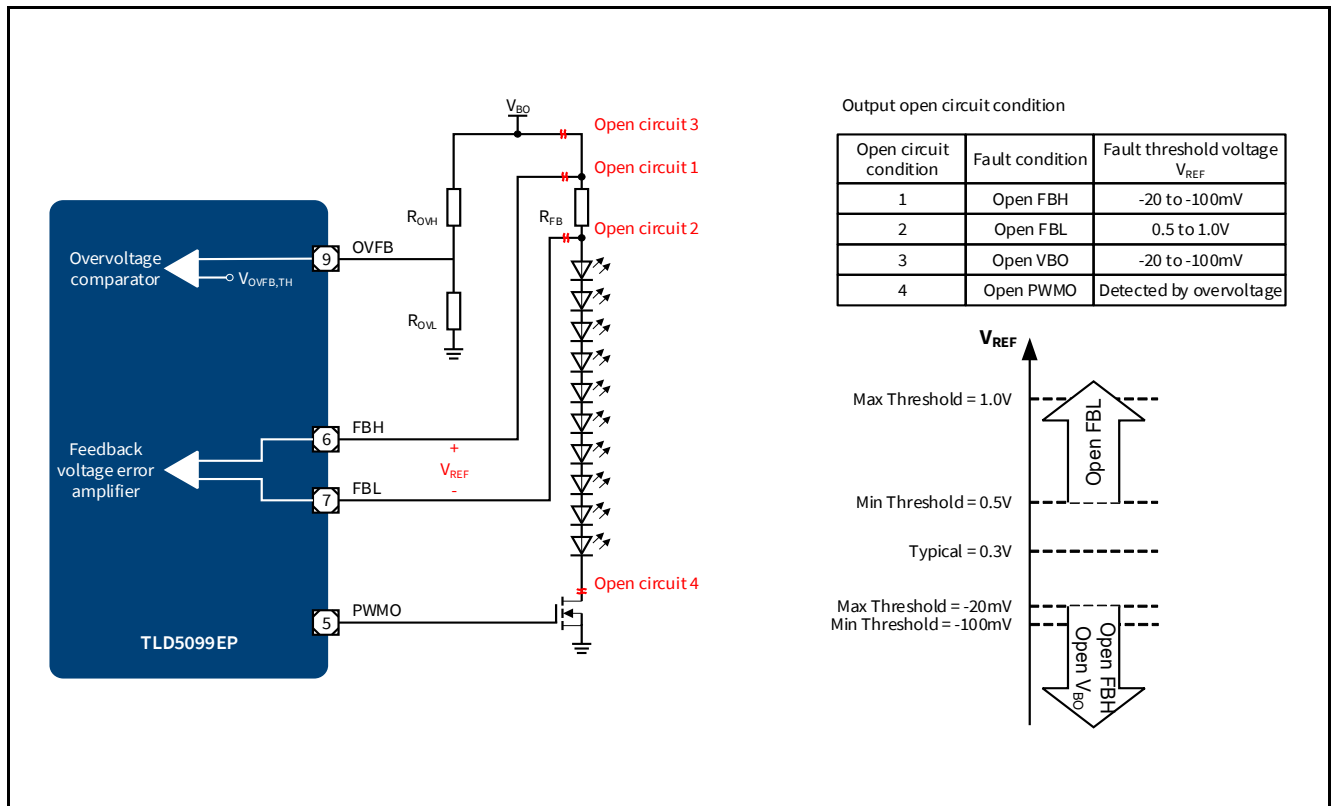 V_BO
Open circuit 3
Open circuit 1
R_OVH
R_FB
Open circuit 2
9
OVFB
Overvoltage
comparator
V_OVFB,TH
R_OVL
6
FBH
Feedback
voltage error
amplifier
+
V_REF
-
7
FBL
Open circuit 4
5
PWMO
TLD5099EP
Output open circuit condition
Open circuit
condition
Fault condition
Fault threshold voltage
V_REF
1
Open FBH
-20 to -100mV
2
Open FBL
0.5 to 1.0V
3
Open VBO
-20 to -100mV
4
Open PWMO
Detected by overvoltage
V_REF
Max Threshold = 1.0V
Open FBL
Min Threshold = 0.5V
Typical = 0.3V
Max Threshold = -20mV
Min Threshold = -100mV
Open FBH
Open V_BO